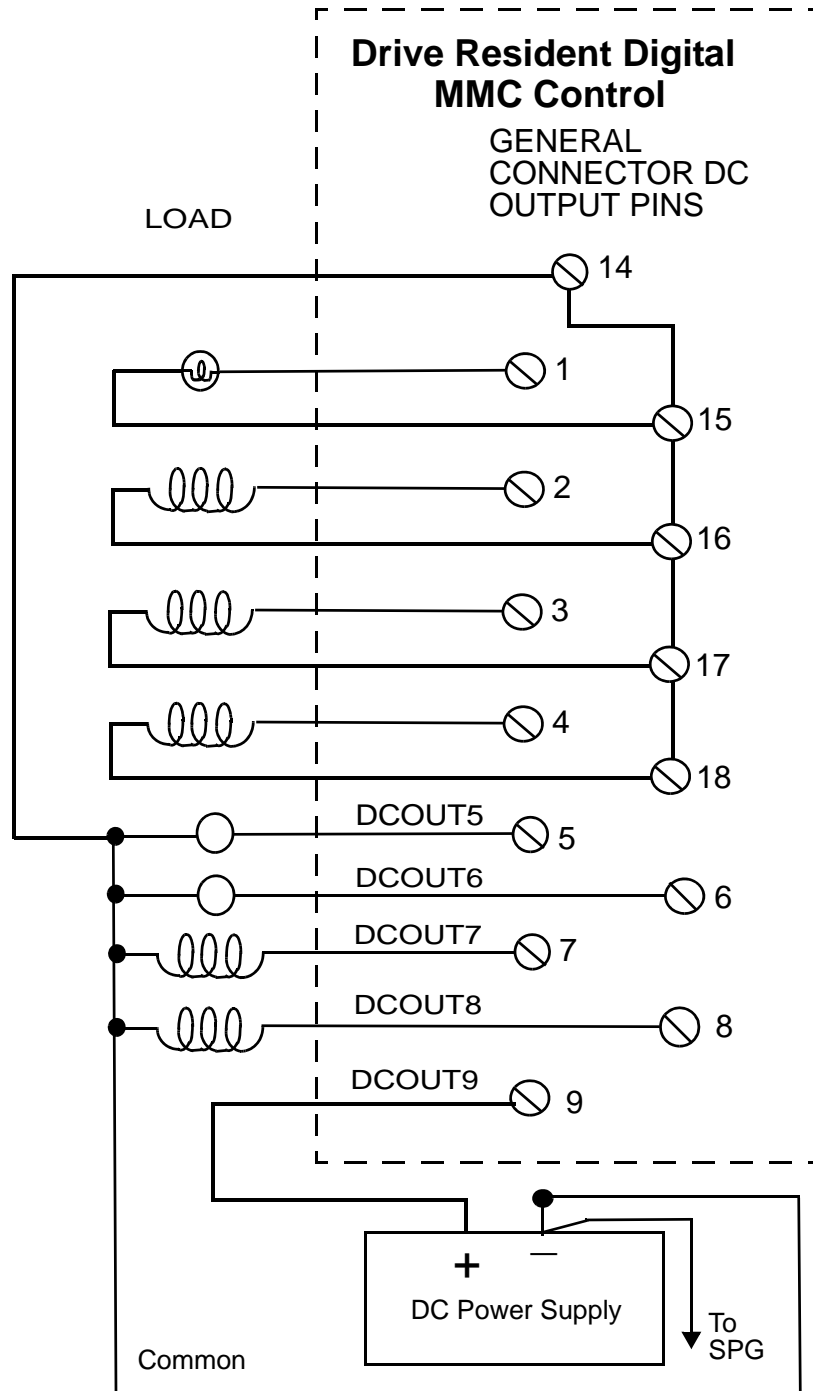 Drive Resident Digital
MMC Control
GENERAL
CONNECTOR DC
OUTPUT PINS
LOAD
14
1
15
2
16
3
17
4
18
DCOUT5
5
DCOUT6
6
DCOUT7
7
DCOUT8
8
DCOUT9
9
+
—
DC Power Supply
To
SPG
Common